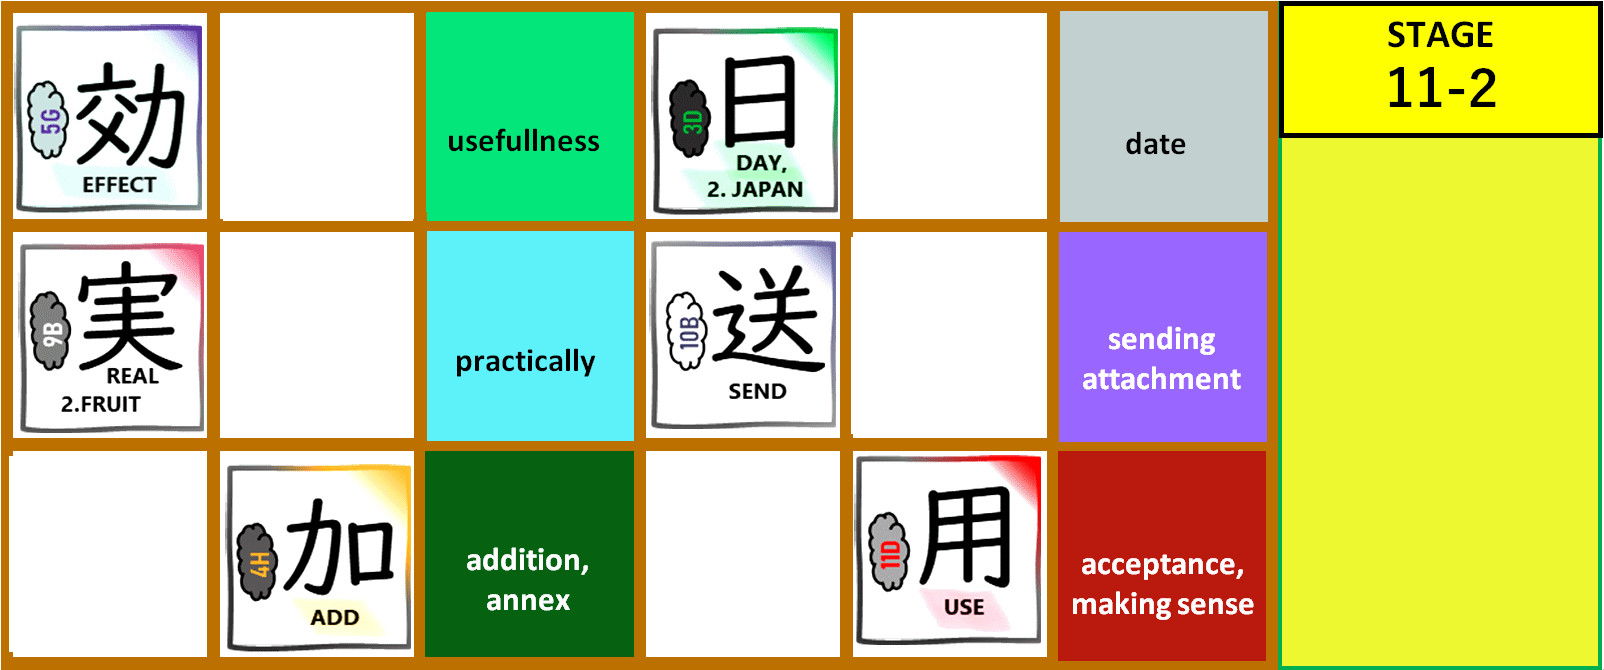 5G
効
EFFECT
usefullness
3D
日
DAY,
2. JAPAN
date
STAGE
11-2
9B
実
REAL
2.FRUIT
practically
10B
送
SEND
sending
attachment
4H
加
ADD
addition,
annex
11D
用
USE
acceptance,
making sense